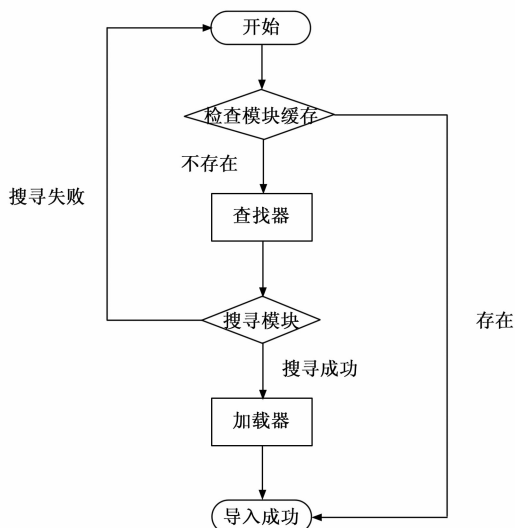 开始
检查模块缓存
不存在
查找器
搜寻失败
搜寻模块
存在
搜寻成功
加载器
导入成功